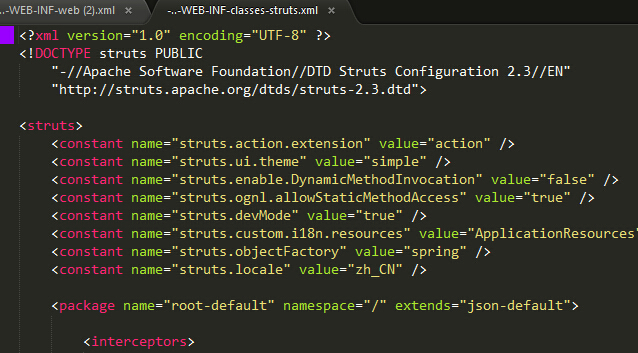 ..-WEB-INF-web (2).xml ×
-..-WEB-INF-classes-struts.xml ×
<?xml version="1.0" encoding="UTF-8" ?>
<!DOCTYPE struts PUBLIC
"-//Apache Software Foundation//DTD Struts Configuration 2.3//EN"
"http://struts.apache.org/dtds/struts-2.3.dtd">
<struts>
<constant name="struts.action.extension" value="action" />
<constant name="struts.ui.theme" value="simple" />
<constant name="struts.enable.DynamicMethodInvocation" value="false" />
<constant name="struts.ognl.allowStaticMethodAccess" value="true" />
<constant name="struts.devMode" value="true" />
<constant name="struts.custom.i18n.resources" value="ApplicationResources"
<constant name="struts.objectFactory" value="spring" />
<constant name="struts.locale" value="zh_CN" />
<package name="root-default" namespace="/" extends="json-default">
<interceptors>